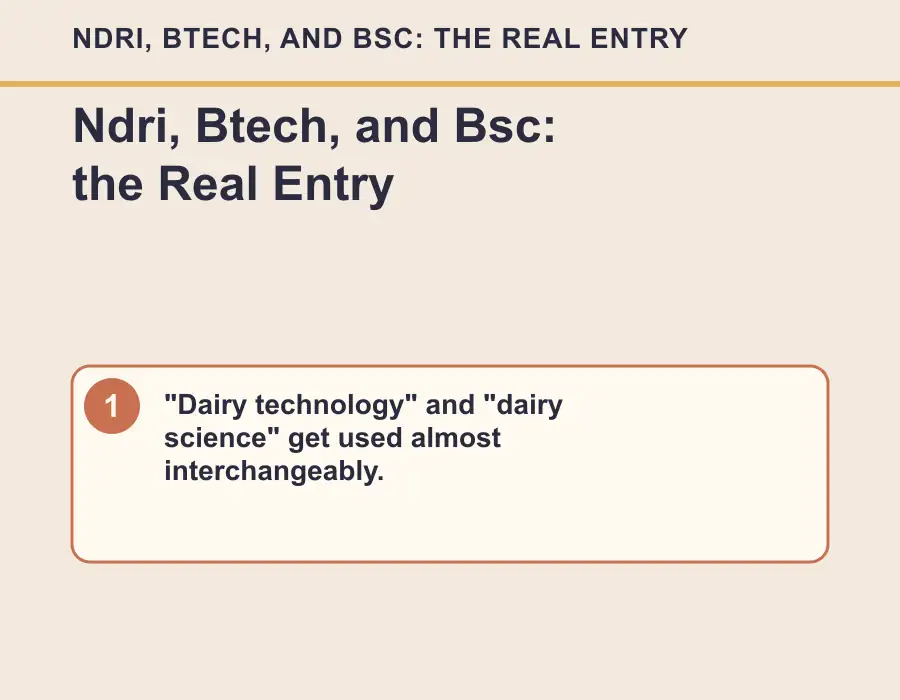 NDRI, BTECH, AND BSC: THE REAL ENTRY
Ndri, Btech, and Bsc:
the Real Entry
1
"Dairy technology" and "dairy
science" get used almost
interchangeably.